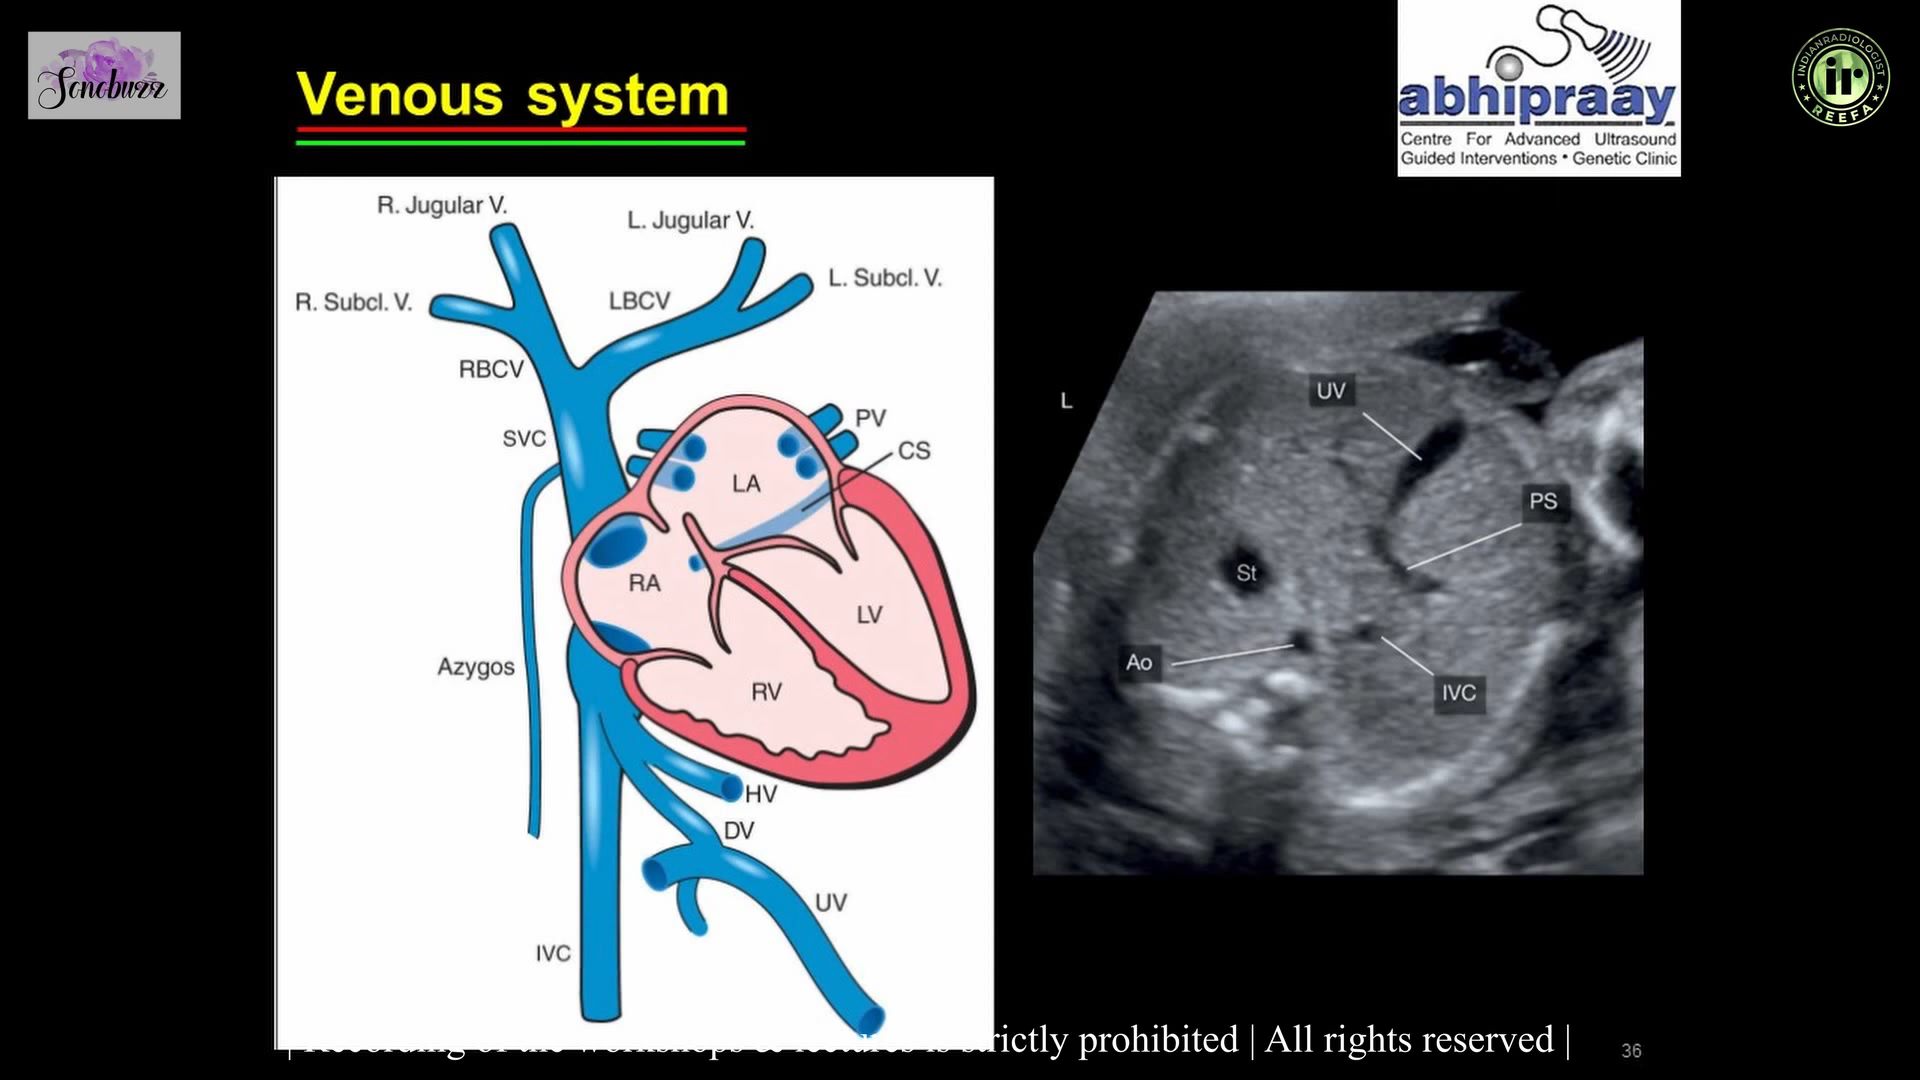 Sonobuzz
Venous system
abhipraay
Centre For Advanced Ultrasound
Guided Interventions • Genetic Clinic
INDIANRADIOLOGIST
ir
REEFA
R. Jugular V.
L. Jugular V.
R. Subcl. V.
LBCV
L. Subcl. V.
RBCV
SVC
PV
CS
LA
RA
LV
Azygos
RV
HV
DV
UV
IVC
L
UV
PS
St
Ao
IVC
| Recording of the workshops & lectures is strictly prohibited | All rights reserved |
36